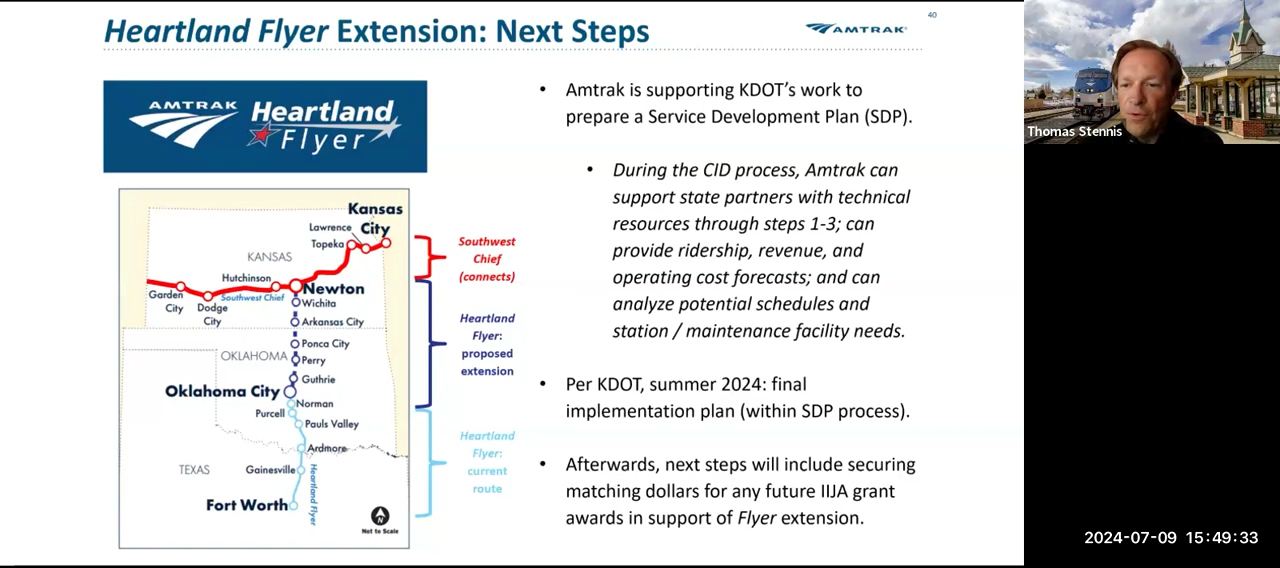 Heartland Flyer Extension: Next Steps
AMTRAK
40
AMTRAK
Heartland
Flyer
Amtrak is supporting KDOT’s work to
prepare a Service Development Plan (SDP).
During the CID process, Amtrak can
support state partners with technical
resources through steps 1-3; can
provide ridership, revenue, and
operating cost forecasts; and can
analyze potential schedules and
station / maintenance facility needs.
Per KDOT, summer 2024: final
implementation plan (within SDP process).
Afterwards, next steps will include securing
matching dollars for any future IIJA grant
awards in support of Flyer extension.
Kansas
City
Lawrence
Topeka
KANSAS
Hutchinson
Newton
Southwest Chief
Garden
City
Dodge
City
Wichita
Arkansas City
Ponca City
OKLAHOMA
Perry
Guthrie
Oklahoma City
Norman
Purcell
Pauls Valley
Ardmore
TEXAS
Gainesville
Heartland Flyer
Fort Worth
N
Not to Scale
Southwest
Chief
(connects)
Heartland
Flyer:
proposed
extension
Heartland
Flyer:
current
route
Thomas Stennis
2024-07-09 15:49:33